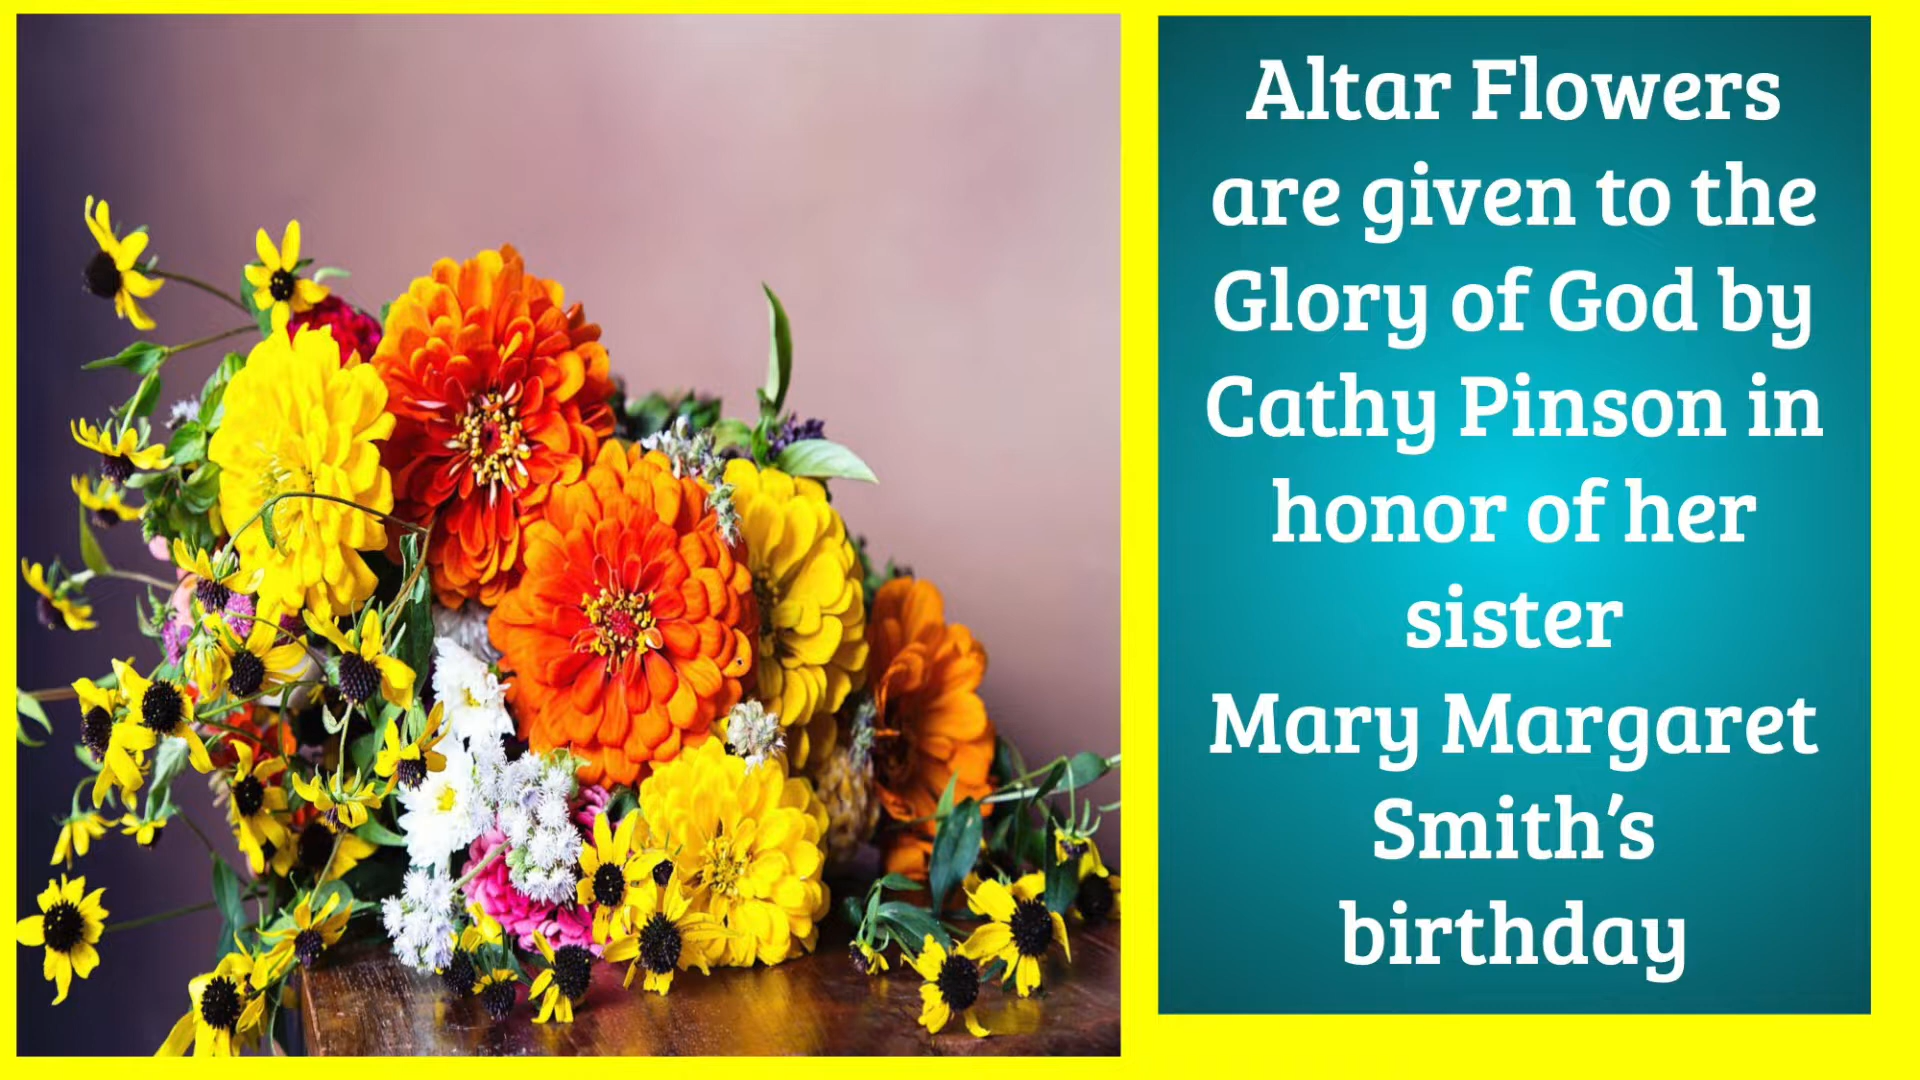 Altar Flowers
are given to the
Glory of God by
Cathy Pinson in
honor of her
sister
Mary Margaret
Smith’s
birthday